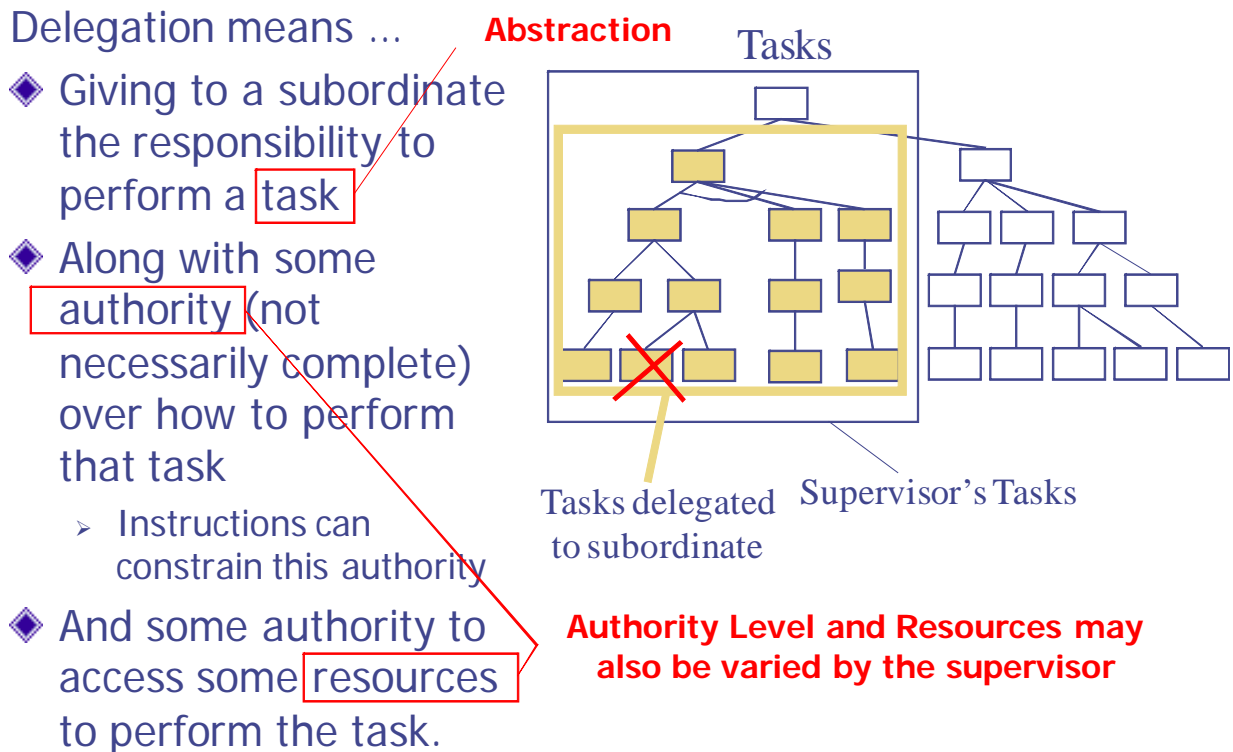 Delegation means ...
Abstraction
Tasks
Giving to a subordinate
the responsibility to
perform a task
Along with some
authority (not
necessarily complete)
over how to perform
that task
Instructions can
constrain this authority
And some authority to
access some resources
to perform the task.
Tasks delegated
to subordinate
Supervisor's Tasks
Authority Level and Resources may
also be varied by the supervisor